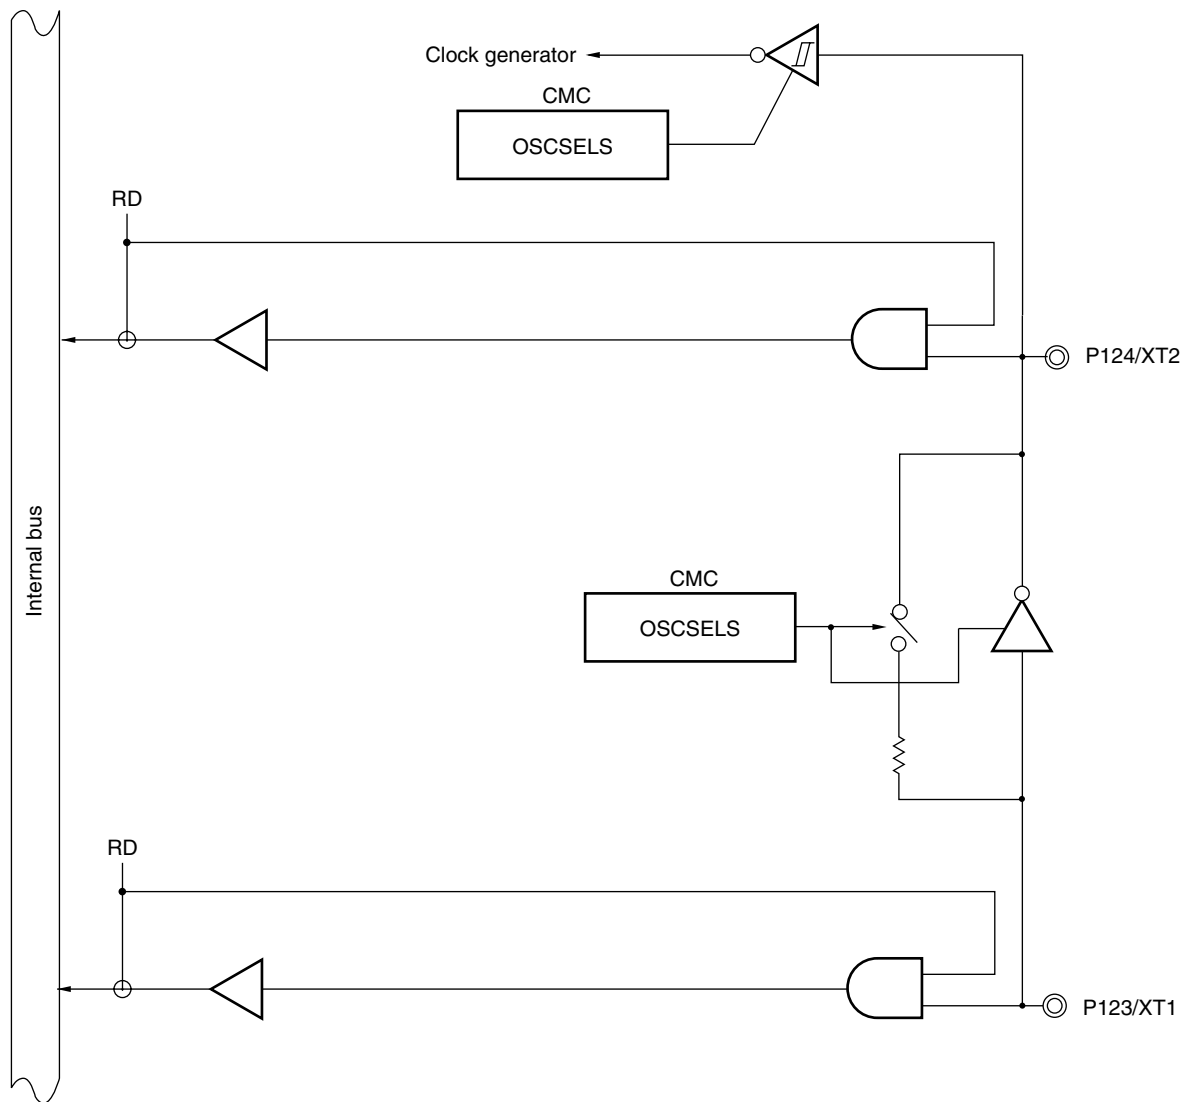 Clock generator
CMC
OSCSELS
RD
P124/XT2
Internal bus
CMC
OSCSELS
RD
P123/XT1